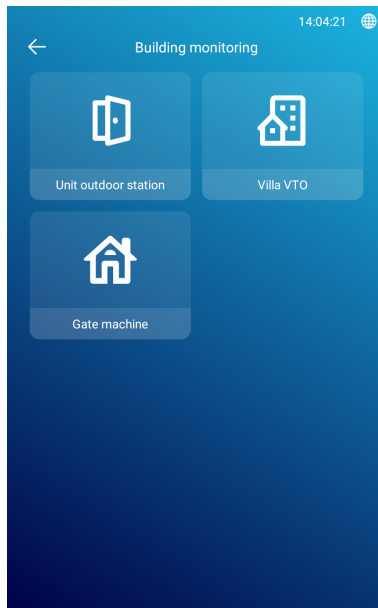 14:04:21
Building monitoring
Unit outdoor station
Villa VTO
Gate machine